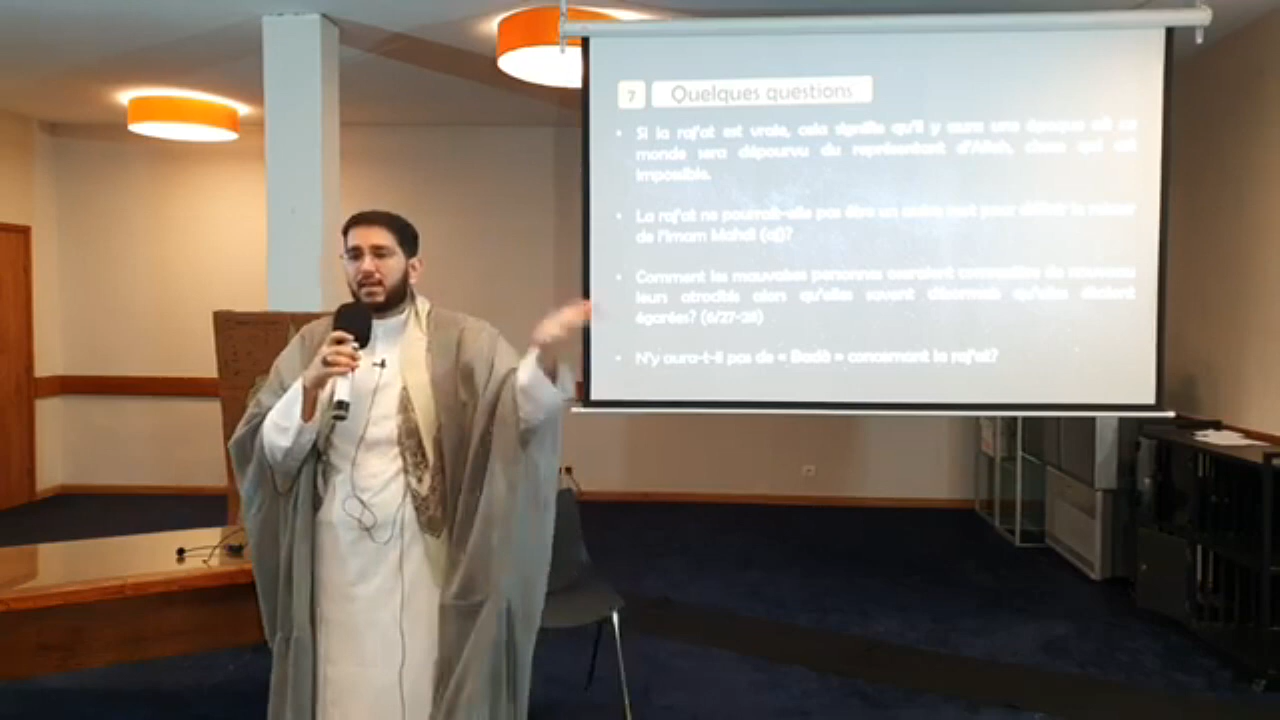 7 Quelques questions
• Si la raj'at est vraie, cela signifie qu'il y aura une époque où ce
monde sera dépourvu du représentant d'Allah, chose qui est
impossible.
• La raj'at ne pourrait-elle pas être un autre mot pour définir le retour
de l'Imam Mahdi (aj)?
• Comment les mauvaises personnes oseraient commettre de nouveau
leurs atrocités alors qu'elles savent désormais qu'elles étaient
égarées? (6/27-28)
• N'y aura-t-il pas de « Badâ » concernant la raj'at?